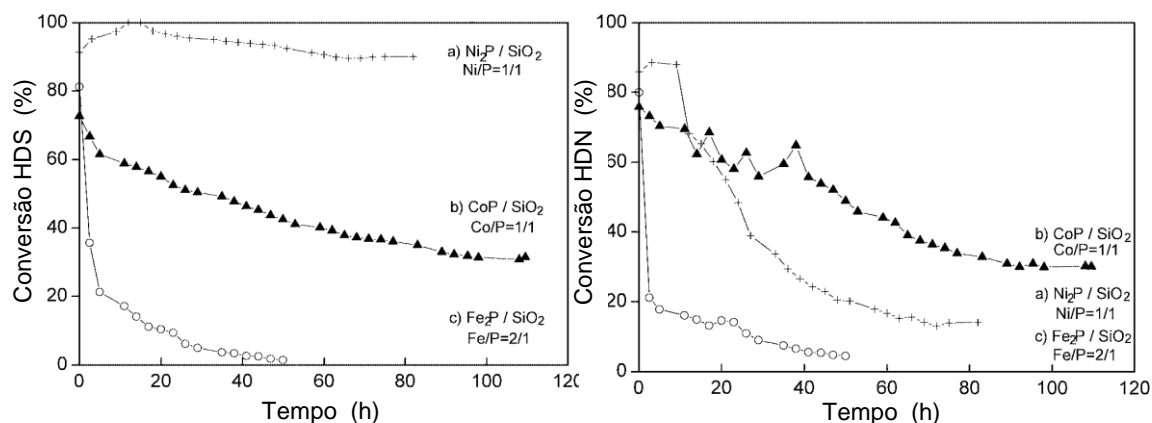 Conversão HDS (%)
100
80
60
40
20
0
a) Ni₂P / SiO₂
Ni/P=1/1
b) CoP / SiO₂
Co/P=1/1
c) Fe₂P / SiO₂
Fe/P=2/1
0 20 40 60 80 100 120
Tempo (h)
Conversão HDN (%)
100
80
60
40
20
0
b) CoP / SiO₂
Co/P=1/1
a) Ni₂P / SiO₂
Ni/P=1/1
c) Fe₂P / SiO₂
Fe/P=2/1
0 20 40 60 80 100 120
Tempo (h)